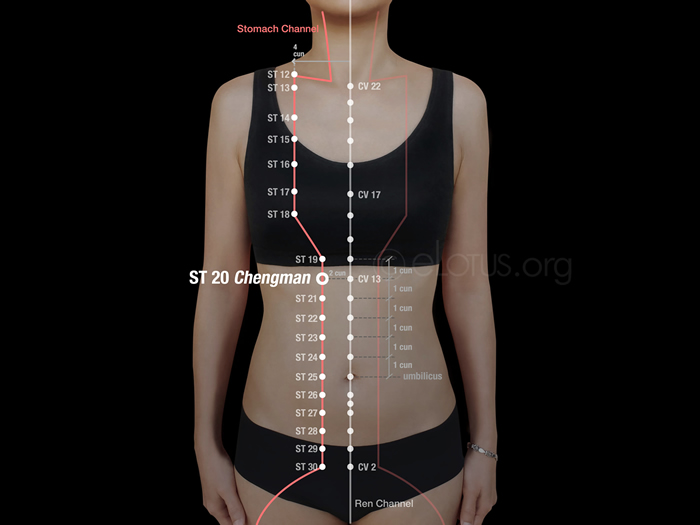 Stomach Channel
4
cun
ST 12
ST 13
CV 22
ST 14
ST 15
ST 16
ST 17
CV 17
ST 18
ST 19
© eLotus.org
1 cun
ST 20 Chengman
2 cun
CV 13
1 cun
ST 21
ST 22
1 cun
ST 23
1 cun
ST 24
1 cun
ST 25
umbilicus
ST 26
ST 27
ST 28
ST 29
ST 30
CV 2
Ren Channel